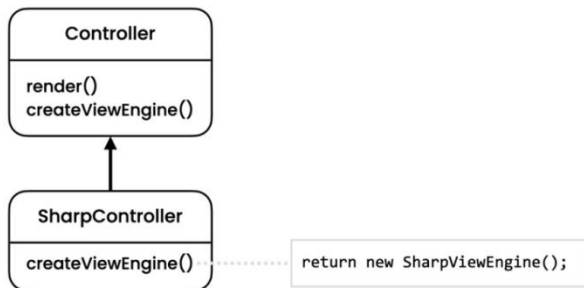 Controller
render()
createViewEngine()
SharpController
createViewEngine()
return new SharpViewEngine();